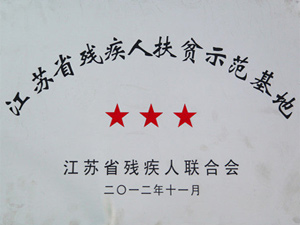 江苏省残疾人扶贫示范基地
江苏省残疾人联合会
二〇一二年十一月